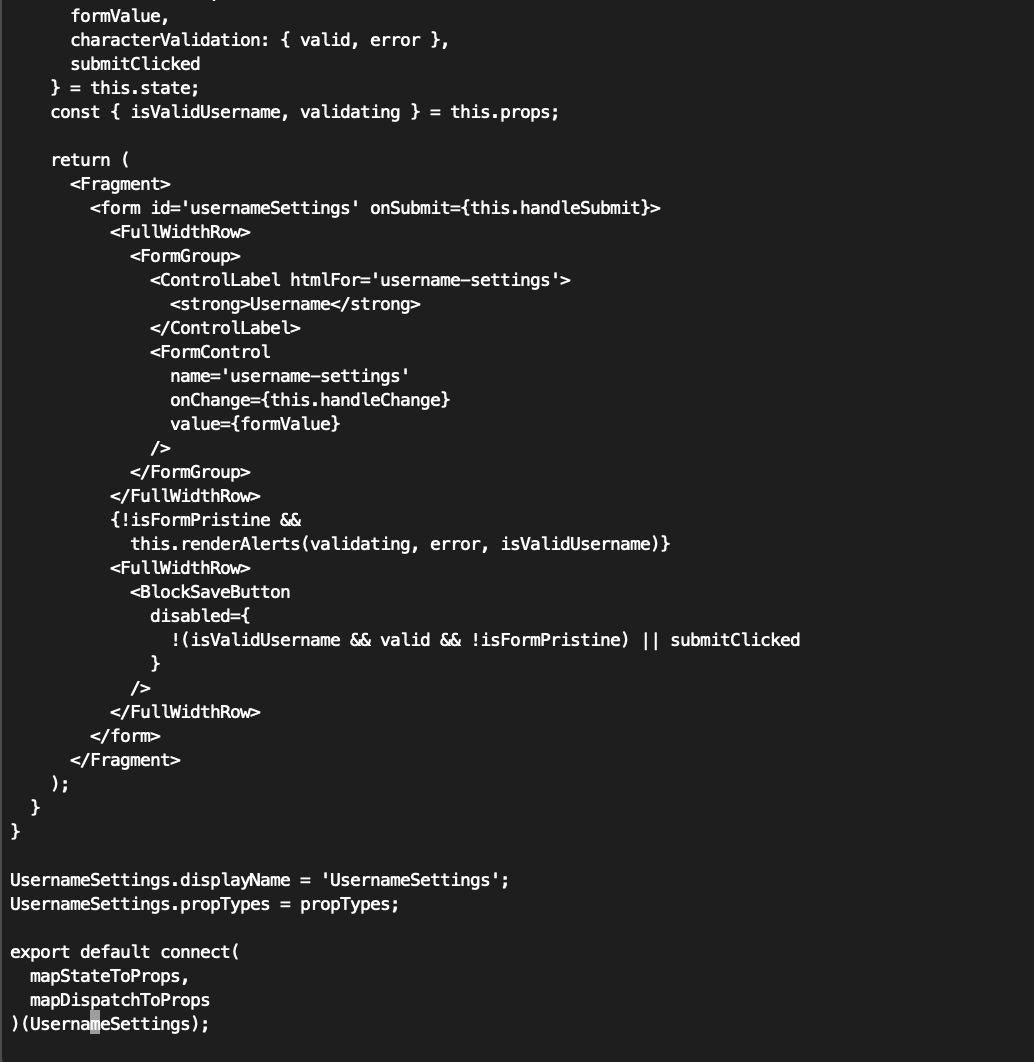 formValue,
      characterValidation: { valid, error },
      submitClicked
    } = this.state;
    const { isValidUsername, validating } = this.props;

    return (
      <Fragment>
        <form id='usernameSettings' onSubmit={this.handleSubmit}>
          <FullWidthRow>
            <FormGroup>
              <ControlLabel htmlFor='username-settings'>
                <strong>Username</strong>
              </ControlLabel>
              <FormControl
                name='username-settings'
                onChange={this.handleChange}
                value={formValue}
              />
            </FormGroup>
          </FullWidthRow>
          {!isFormPristine &&
            this.renderAlerts(validating, error, isValidUsername)}
          <FullWidthRow>
            <BlockSaveButton
              disabled={
                !(isValidUsername && valid && !isFormPristine) || submitClicked
              }
            />
          </FullWidthRow>
        </form>
      </Fragment>
    );
  }
}

UsernameSettings.displayName = 'UsernameSettings';
UsernameSettings.propTypes = propTypes;

export default connect(
  mapStateToProps,
  mapDispatchToProps
)(UsernameSettings);